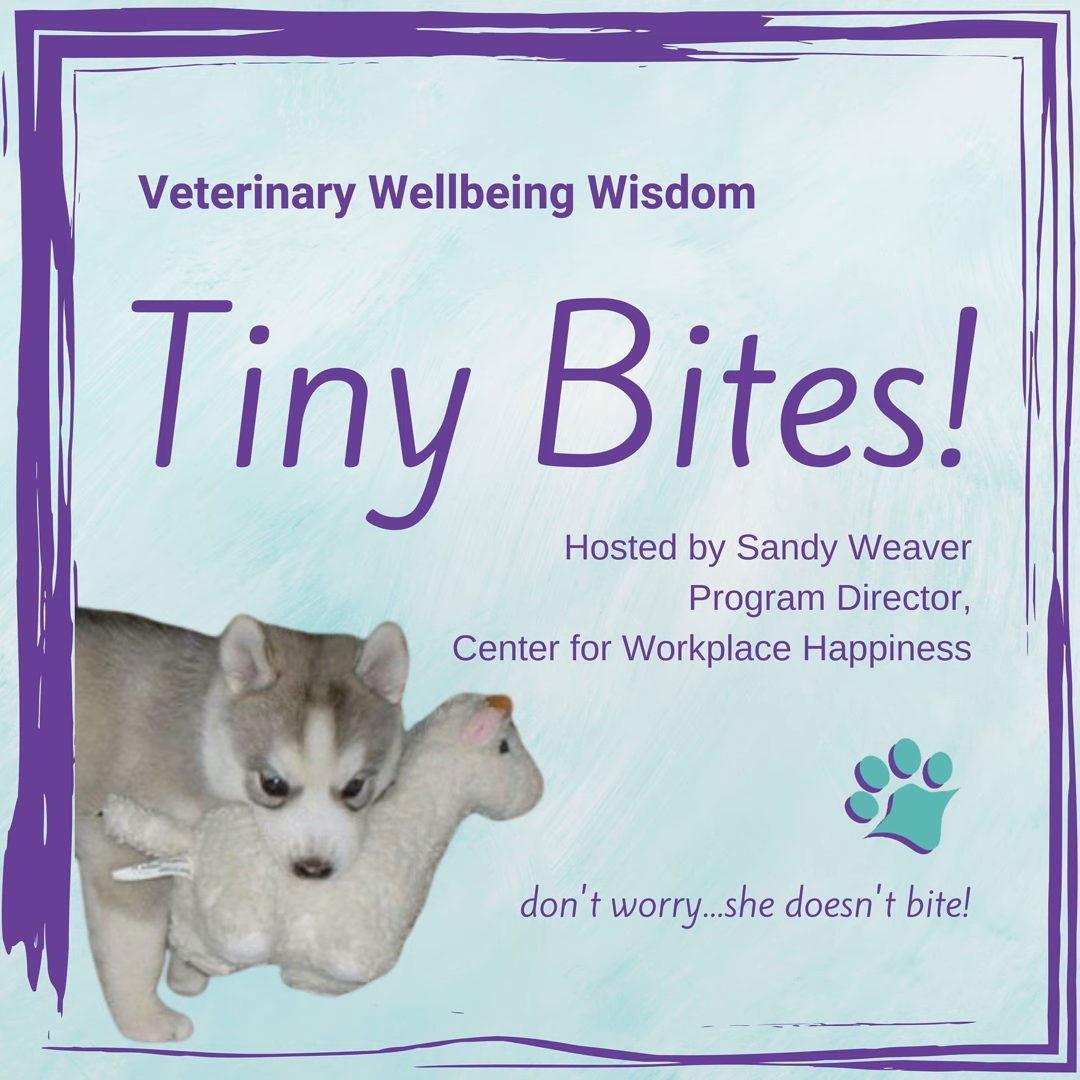 Veterinary Wellbeing Wisdom
Tiny Bites!
Hosted by Sandy Weaver
Program Director,
Center for Workplace Happiness
don't worry...she doesn't bite!